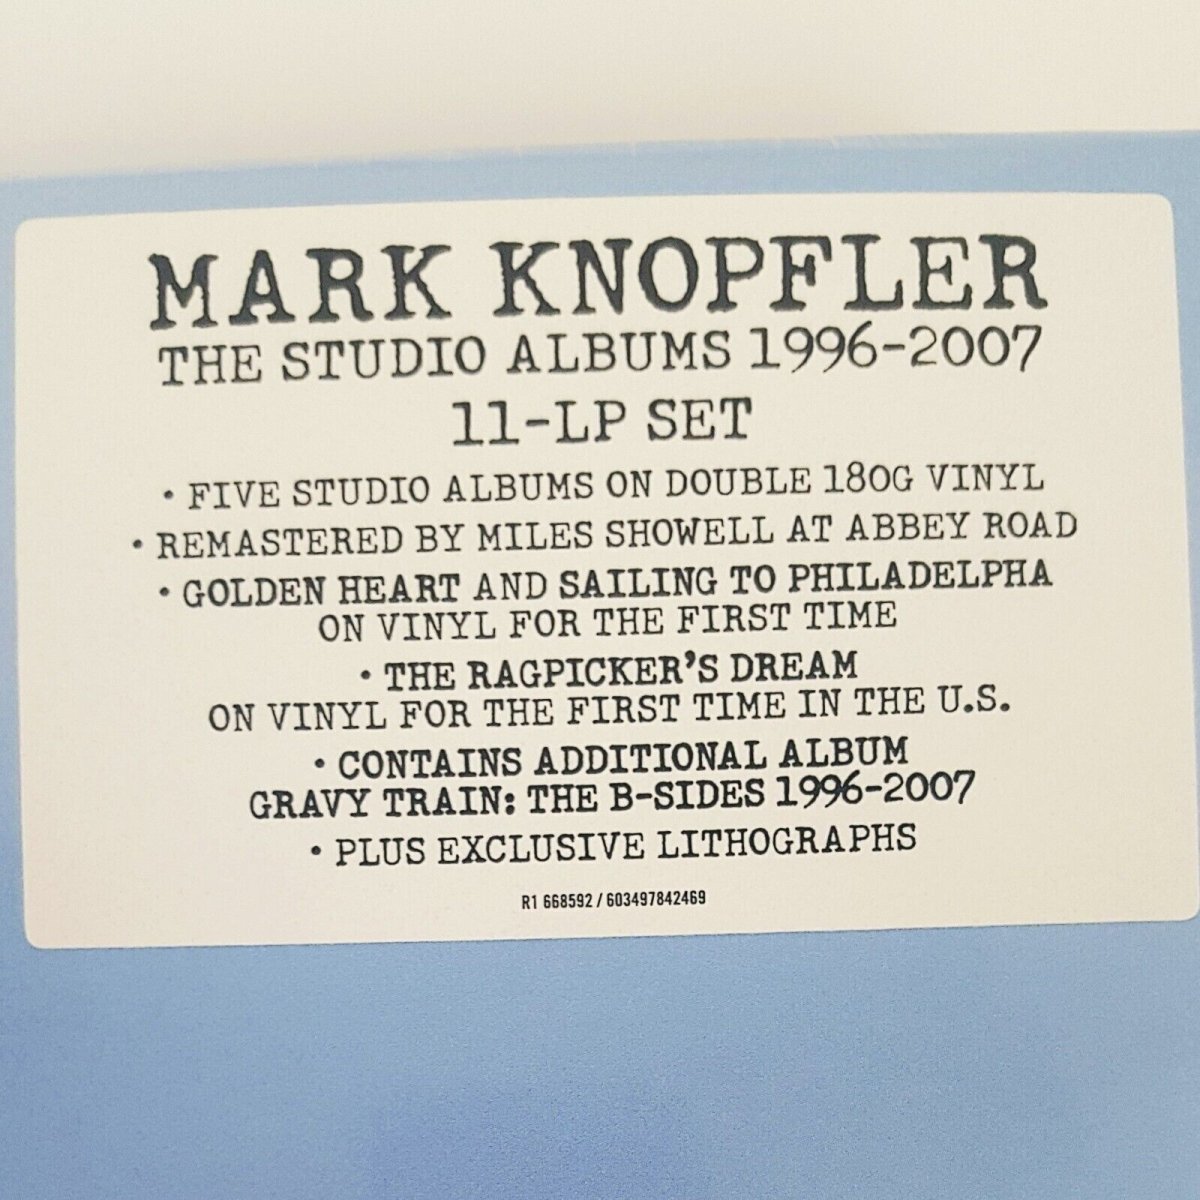 MARK KNOPFLER
THE STUDIO ALBUMS 1996-2007
11-LP SET
• FIVE STUDIO ALBUMS ON DOUBLE 180G VINYL
• REMASTERED BY MILES SHOWELL AT ABBEY ROAD
• GOLDEN HEART AND SAILING TO PHILADELPHA
ON VINYL FOR THE FIRST TIME
• THE RAGPICKER'S DREAM
ON VINYL FOR THE FIRST TIME IN THE U.S.
• CONTAINS ADDITIONAL ALBUM
GRAVY TRAIN: THE B-SIDES 1996-2007
• PLUS EXCLUSIVE LITHOGRAPHS
R1 668592 / 603497842469